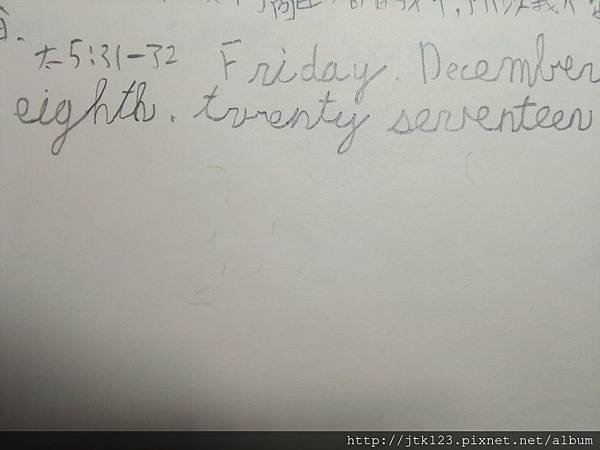 太5:31-32 Friday. December
eighth. twenty seventeen
http://jtk123.pixnet.net/album